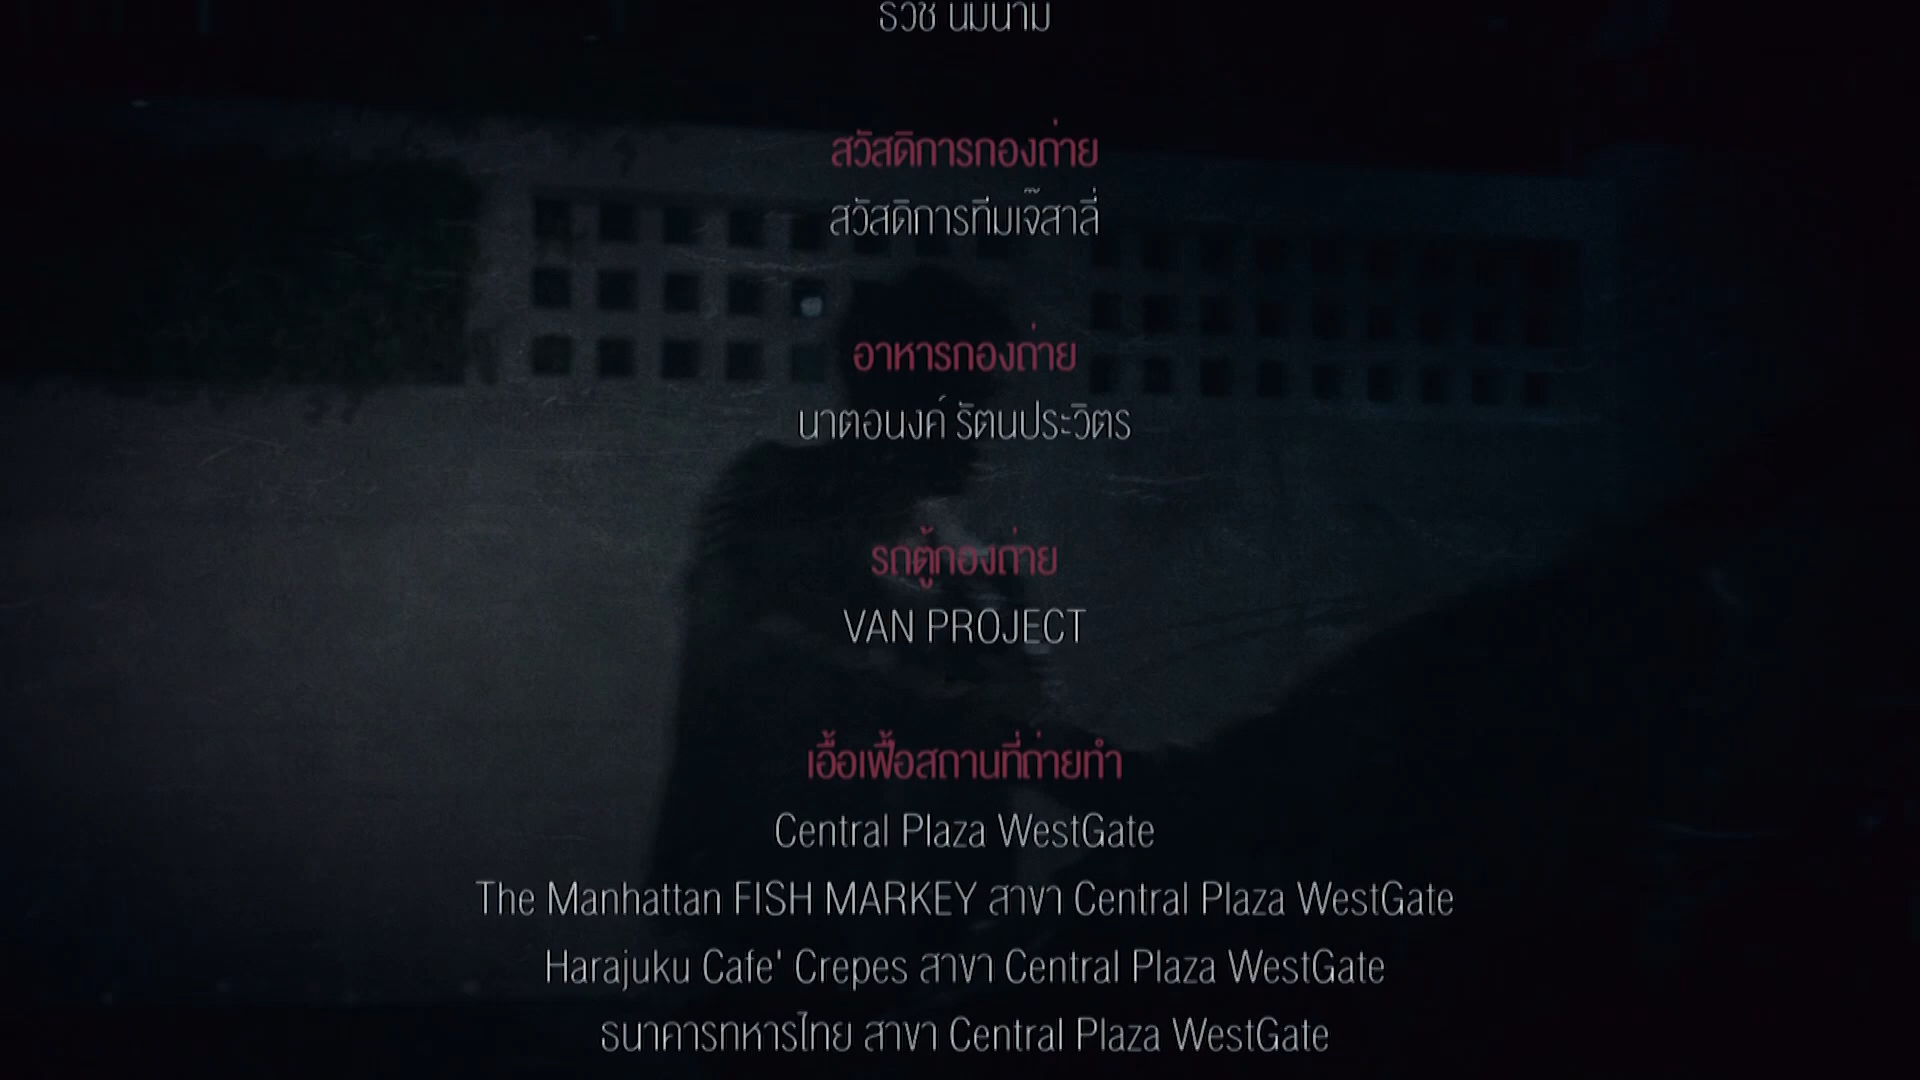 สวัสดิการกองถ่าย
สวัสดิการทีมเจ๊สาลี่
อาหารกองถ่าย
นาตอนงค์ รัตนประวิตร
รถตู้กองถ่าย
VAN PROJECT
เอื้อเฟื้อสถานที่ถ่ายทำ
Central Plaza WestGate
The Manhattan FISH MARKEY สาขา Central Plaza WestGate
Harajuku Cafe' Crepes สาขา Central Plaza WestGate
ธนาคารทหารไทย สาขา Central Plaza WestGate